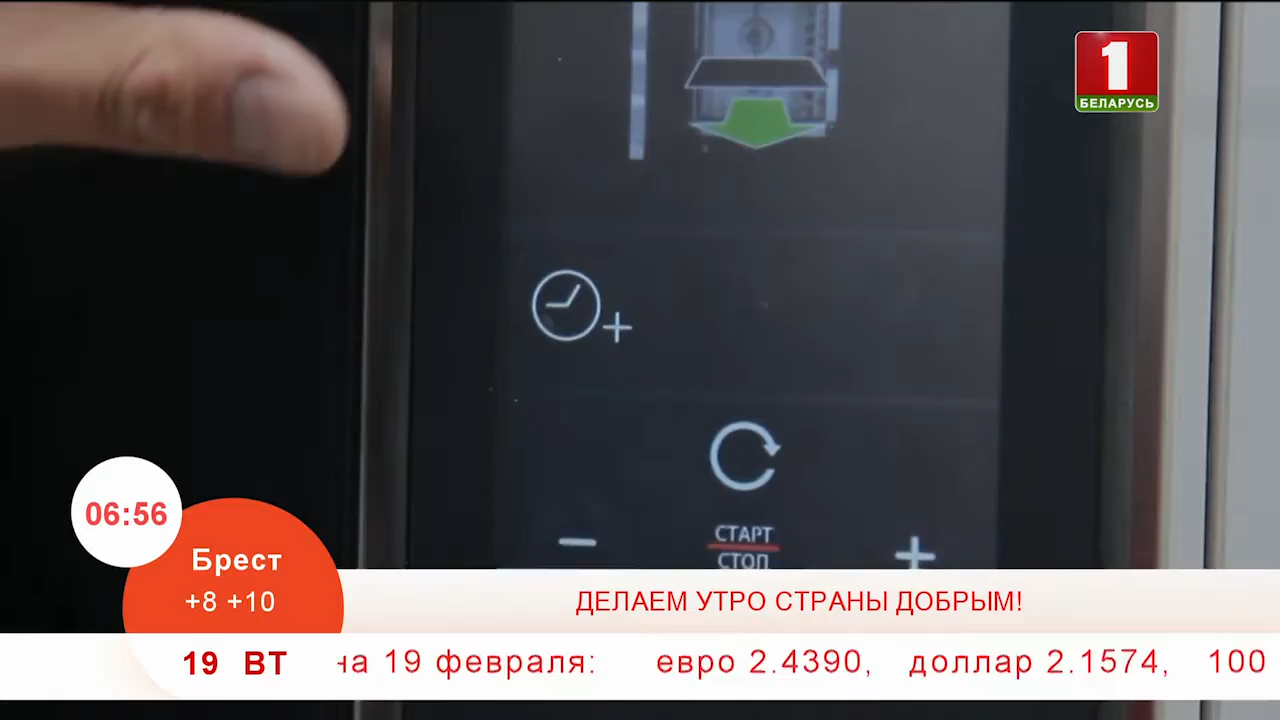 1
БЕЛАРУСЬ
СТАРТ
СТОП
06:56
Брест
+8 +10
ДЕЛАЕМ УТРО СТРАНЫ ДОБРЫМ!
19 ВТ
на 19 февраля: евро 2.4390, доллар 2.1574, 100